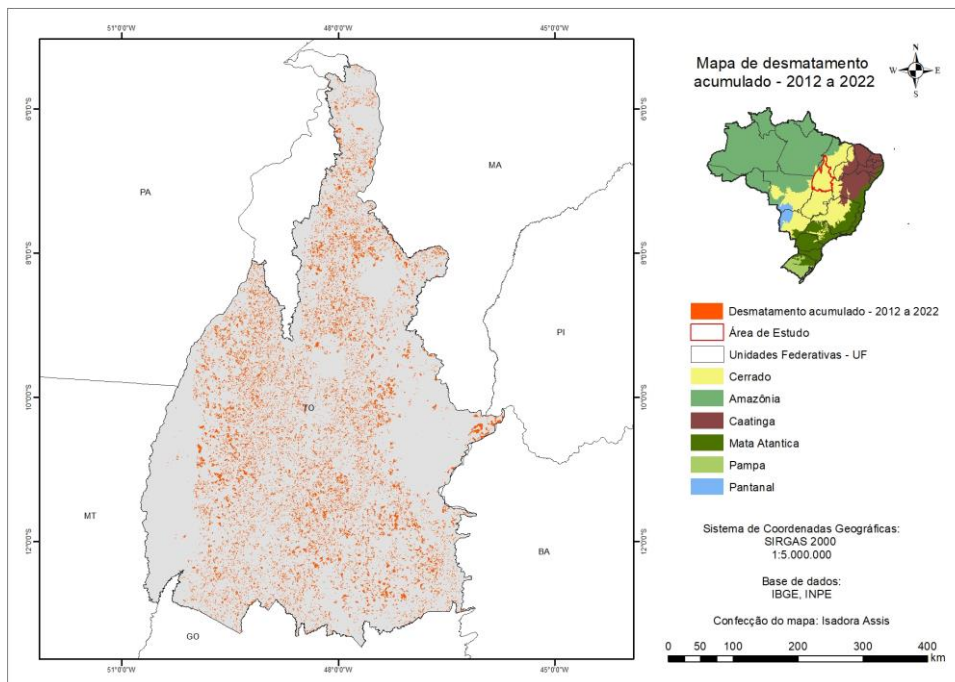 51°0'0"W 48°0'0"W 45°0'0"W
6°0'0"S
8°0'0"S
10°0'0"S
12°0'0"S
PA
MA
PI
TO
MT
BA
GO
6°0'0"S
8°0'0"S
10°0'0"S
12°0'0"S
51°0'0"W 48°0'0"W 45°0'0"W
Mapa de desmatamento
acumulado - 2012 a 2022
N
W E
S
Desmatamento acumulado - 2012 a 2022
Área de Estudo
Unidades Federativas - UF
Cerrado
Amazônia
Caatinga
Mata Atantica
Pampa
Pantanal
Sistema de Coordenadas Geográficas:
SIRGAS 2000
1:5.000.000
Base de dados:
IBGE, INPE
Confecção do mapa: Isadora Assis
0 50 100 200 300 400
km